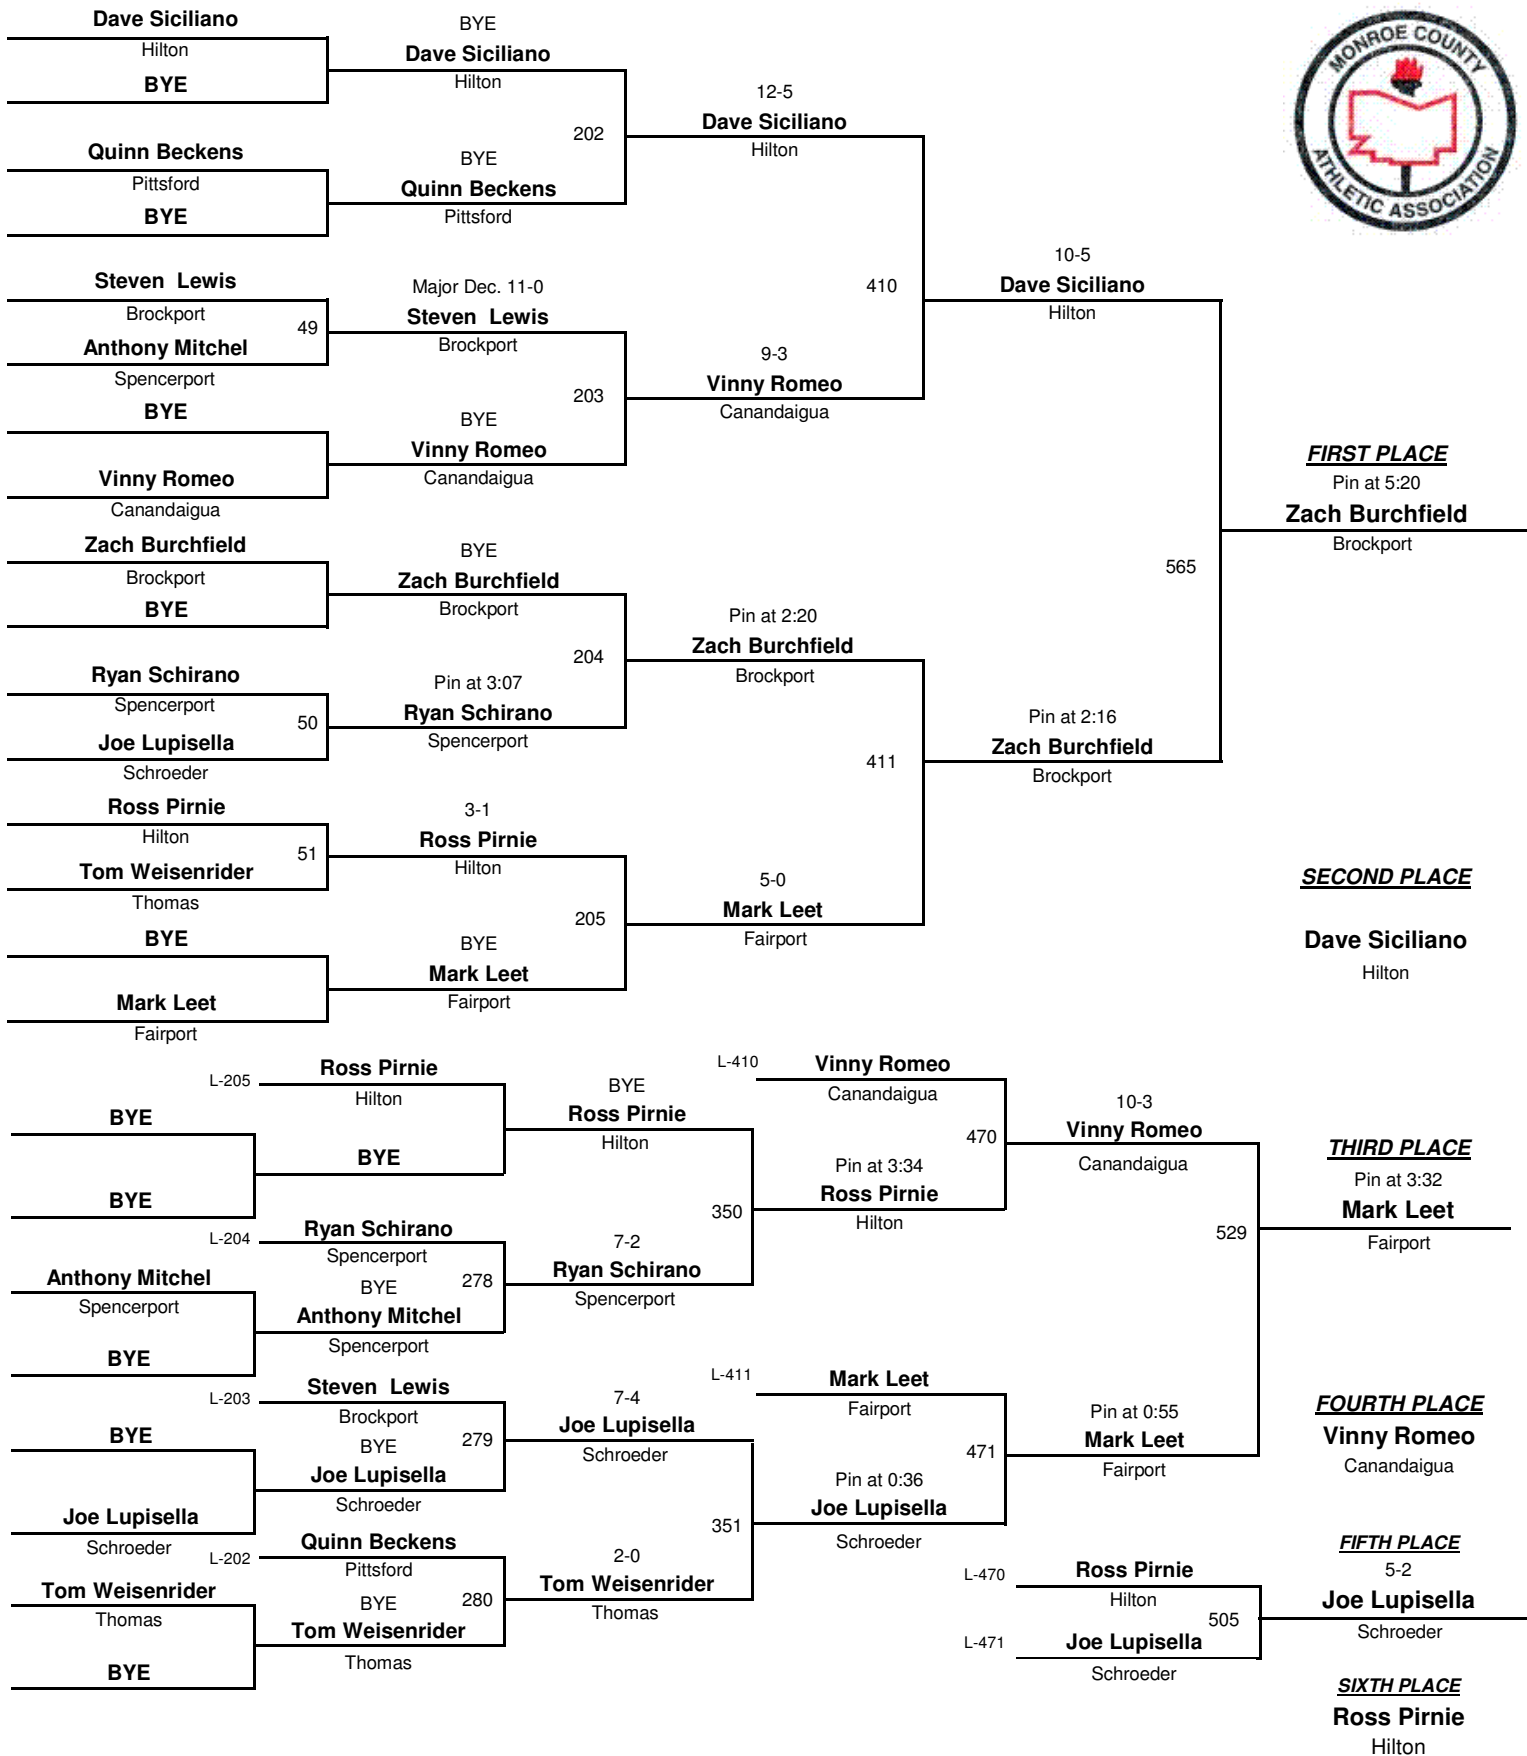 Dave Siciliano
Hilton
BYE
Quinn Beckens
Pittsford
BYE
Steven  Lewis
Brockport
49
Anthony Mitchel
Spencerport
BYE
Vinny Romeo
Canandaigua
Zach Burchfield
Brockport
BYE
Ryan Schirano
Spencerport
50
Joe Lupisella
Schroeder
Ross Pirnie
Hilton
51
Tom Weisenrider
Thomas
BYE
Mark Leet
Fairport
BYE
Dave Siciliano
Hilton
202
BYE
Quinn Beckens
Pittsford
Major Dec. 11-0
Steven  Lewis
Brockport
203
BYE
Vinny Romeo
Canandaigua
BYE
Zach Burchfield
Brockport
204
Pin at 3:07
Ryan Schirano
Spencerport
3-1
Ross Pirnie
Hilton
205
BYE
Mark Leet
Fairport
12-5
Dave Siciliano
Hilton
410
9-3
Vinny Romeo
Canandaigua
Pin at 2:20
Zach Burchfield
Brockport
411
5-0
Mark Leet
Fairport
10-5
Dave Siciliano
Hilton
565
Pin at 2:16
Zach Burchfield
Brockport
MONROE COUNTY
ATHLETIC ASSOCIATION
FIRST PLACE
Pin at 5:20
Zach Burchfield
Brockport
SECOND PLACE
Dave Siciliano
Hilton
BYE
BYE
Anthony Mitchel
Spencerport
BYE
BYE
Joe Lupisella
Schroeder
Tom Weisenrider
Thomas
BYE
L-205
Ross Pirnie
Hilton
BYE
L-204
Ryan Schirano
Spencerport
278
BYE
Anthony Mitchel
Spencerport
L-203
Steven  Lewis
Brockport
279
BYE
Joe Lupisella
Schroeder
L-202
Quinn Beckens
Pittsford
280
BYE
Tom Weisenrider
Thomas
BYE
Ross Pirnie
Hilton
350
7-2
Ryan Schirano
Spencerport
7-4
Joe Lupisella
Schroeder
351
2-0
Tom Weisenrider
Thomas
L-410
Vinny Romeo
Canandaigua
470
Pin at 3:34
Ross Pirnie
Hilton
L-411
Mark Leet
Fairport
471
Pin at 0:36
Joe Lupisella
Schroeder
10-3
Vinny Romeo
Canandaigua
529
Pin at 0:55
Mark Leet
Fairport
L-470
Ross Pirnie
Hilton
505
L-471
Joe Lupisella
Schroeder
THIRD PLACE
Pin at 3:32
Mark Leet
Fairport
FOURTH PLACE
Vinny Romeo
Canandaigua
FIFTH PLACE
5-2
Joe Lupisella
Schroeder
SIXTH PLACE
Ross Pirnie
Hilton